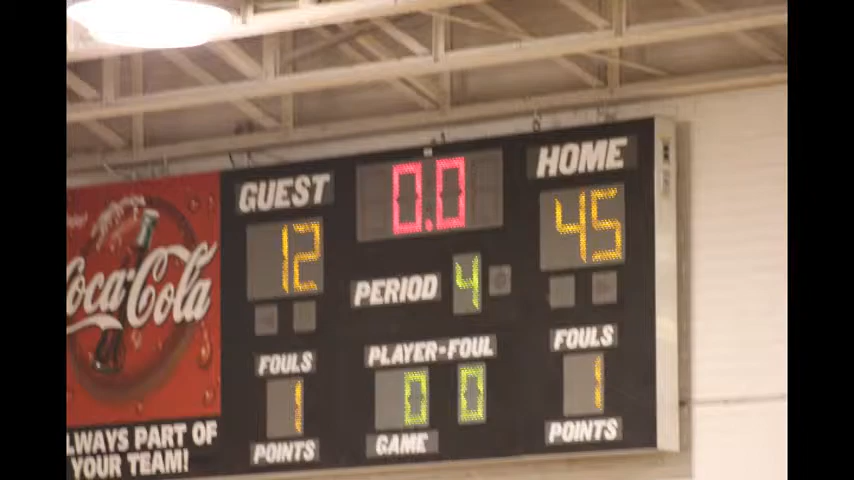 GUEST
0.0
HOME
12
45
PERIOD
4
Coca-Cola
FOULS
PLAYER-FOUL
FOULS
1
0
0
1
POINTS
GAME
POINTS
LWAYS PART OF
YOUR TEAM!